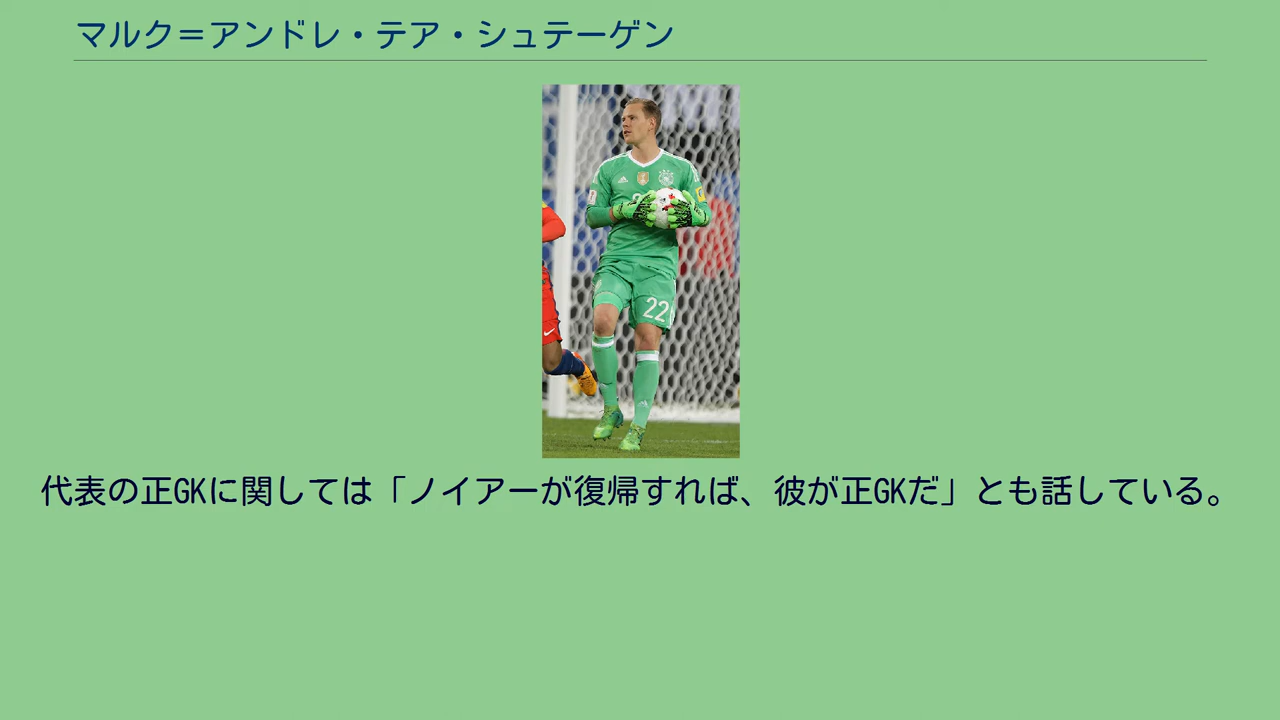 マルク＝アンドレ・テア・シュテーゲン
22
代表の正GKに関しては「ノイアーが復帰すれば、彼が正GKだ」とも話している。